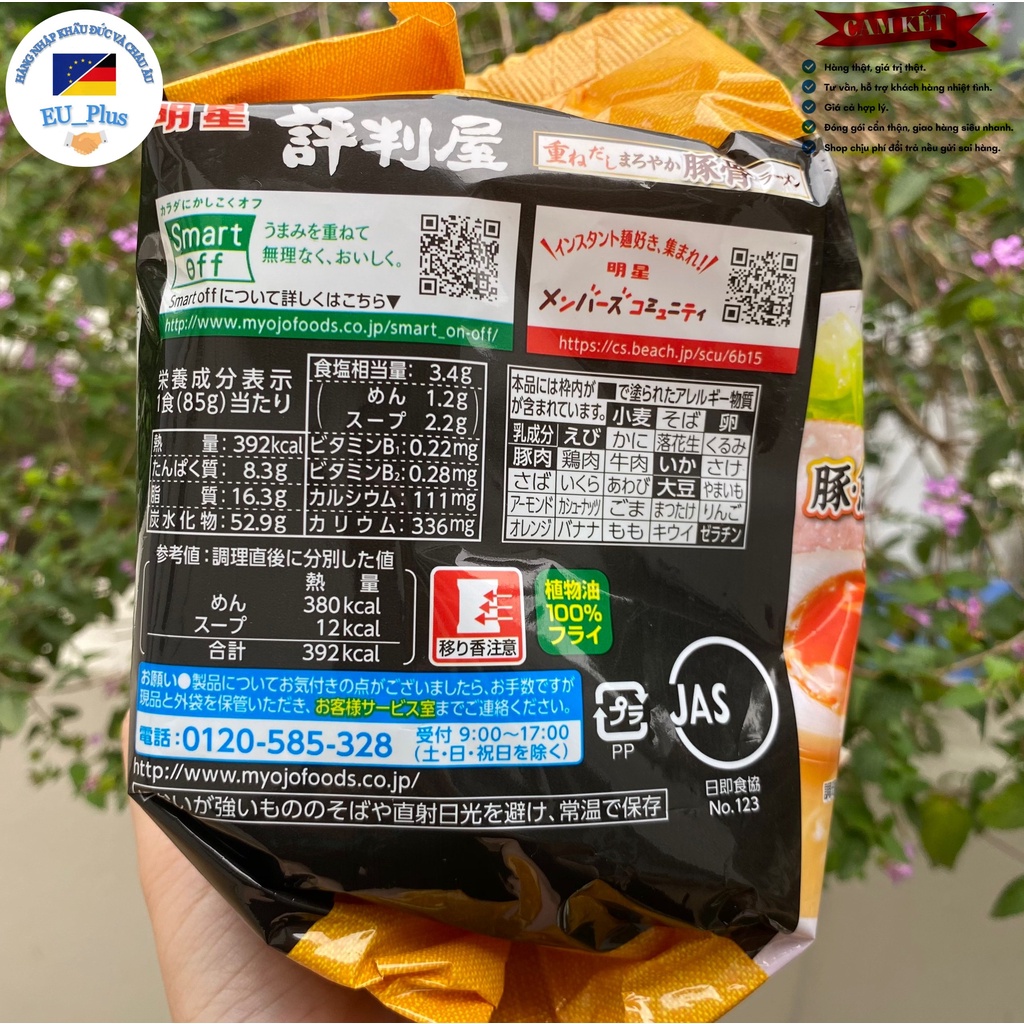 HÀNG NHẬP KHẨU ĐỨC VÀ CHÂU ÂU
EU_Plus
CAM KẾT
Hàng thật, giá trị thật.
Tư vấn, hỗ trợ khách hàng nhiệt tình.
Giá cả hợp lý.
Đóng gói cẩn thận, giao hàng siêu nhanh.
Shop chịu phí đổi trả nếu gửi sai hàng.
明星 評判屋
重ねだしまろやか豚骨ラーメン
カラダにかしこくオフ
Smart off
うまみを重ねて
無理なく、おいしく。
Smart offについて詳しくはこちら▼
http://www.myojofoods.co.jp/smart_on-off/
インスタント麺好き、集まれ!
明星
メンバーズコミュニティ
https://cs.beach.jp/scu/6b15
栄養成分表示
1食(85g)当たり
熱量:392kcal
たんぱく質: 8.3g
脂質:16.3g
炭水化物:52.9g
食塩相当量: 3.4g
めん 1.2g
スープ 2.2g
ビタミンB1:0.22mg
ビタミンB2:0.28mg
カルシウム:111mg
カリウム:336mg
本品には枠内が■で塗られたアレルギー物質
が含まれています。 小麦 そば 卵
乳成分 えび かに 落花生 くるみ
豚肉 鶏肉 牛肉 いか さけ
さば いくら あわび 大豆 やまいも
アーモンド カシューナッツ ごま まつたけ りんご
オレンジ バナナ もも キウイ ゼラチン
参考値:調理直後に分別した値
熱量
めん 380kcal
スープ 12kcal
合計 392kcal
移り香注意
植物油
100%
フライ
お願い●製品についてお気付きの点がございましたら、お手数ですが
現品と外袋を保管いただき、お客様サービス室までご連絡ください。
電話:0120-585-328
受付 9:00~17:00
(土・日・祝日を除く)
プラ
PP
JAS
日即食協
No.123
http://www.myojofoods.co.jp/
いが強いもののそばや直射日光を避け、常温で保存
豚・